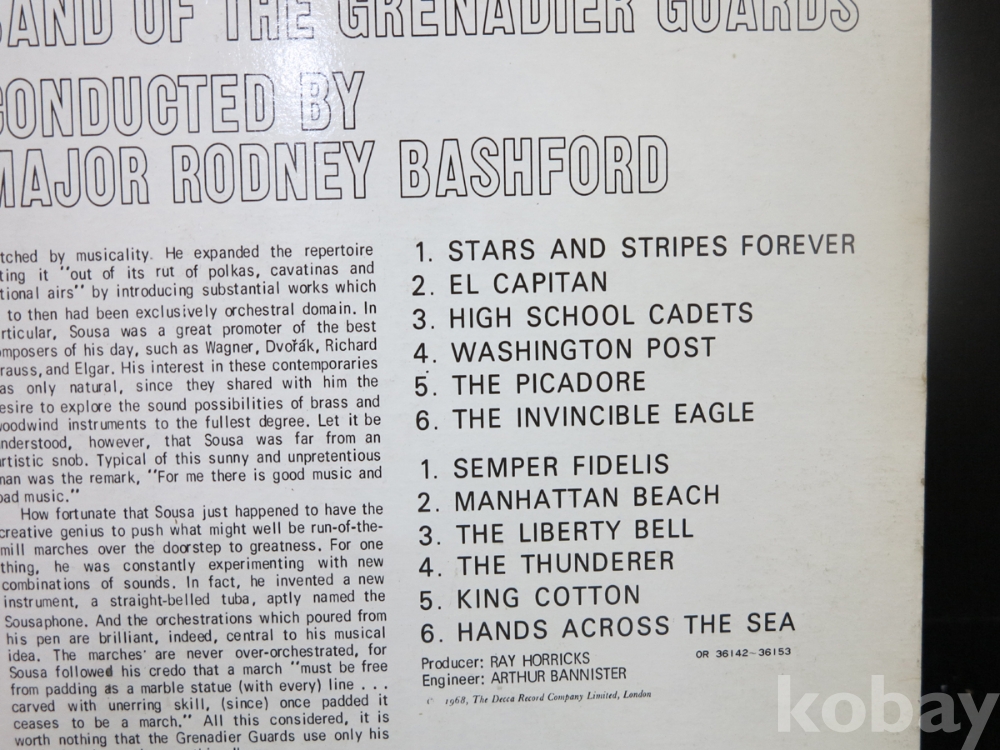 BAND OF THE GRENADIER GUARDS
CONDUCTED BY
MAJOR RODNEY BASHFORD
tched by musicality. He expanded the repertoire
ting it "out of its rut of polkas, cavatinas and
tional airs" by introducing substantial works which
to then had been exclusively orchestral domain. In
rticular, Sousa was a great promoter of the best
omposers of his day, such as Wagner, Dvořák, Richard
rauss, and Elgar. His interest in these contemporaries
as only natural, since they shared with him the
esire to explore the sound possibilities of brass and
woodwind instruments to the fullest degree. Let it be
nderstood, however, that Sousa was far from an
rtistic snob. Typical of this sunny and unpretentious
man was the remark, "For me there is good music and
bad music."
How fortunate that Sousa just happened to have the
creative genius to push what might well be run-of-the-
mill marches over the doorstep to greatness. For one
thing, he was constantly experimenting with new
combinations of sounds. In fact, he invented a new
instrument, a straight-belled tuba, aptly named the
Sousaphone. And the orchestrations which poured from
his pen are brilliant, indeed, central to his musical
idea. The marches are never over-orchestrated, for
Sousa followed his credo that a march "must be free
from padding as a marble statue (with every) line . . .
carved with unerring skill, (since) once padded it
ceases to be a march." All this considered, it is
worth nothing that the Grenadier Guards use only his
1. STARS AND STRIPES FOREVER
2. EL CAPITAN
3. HIGH SCHOOL CADETS
4. WASHINGTON POST
5. THE PICADORE
6. THE INVINCIBLE EAGLE
1. SEMPER FIDELIS
2. MANHATTAN BEACH
3. THE LIBERTY BELL
4. THE THUNDERER
5. KING COTTON
6. HANDS ACROSS THE SEA
OR 36142-36153
Producer: RAY HORRICKS
Engineer: ARTHUR BANNISTER
1968, The Decca Record Company Limited, London
kobay